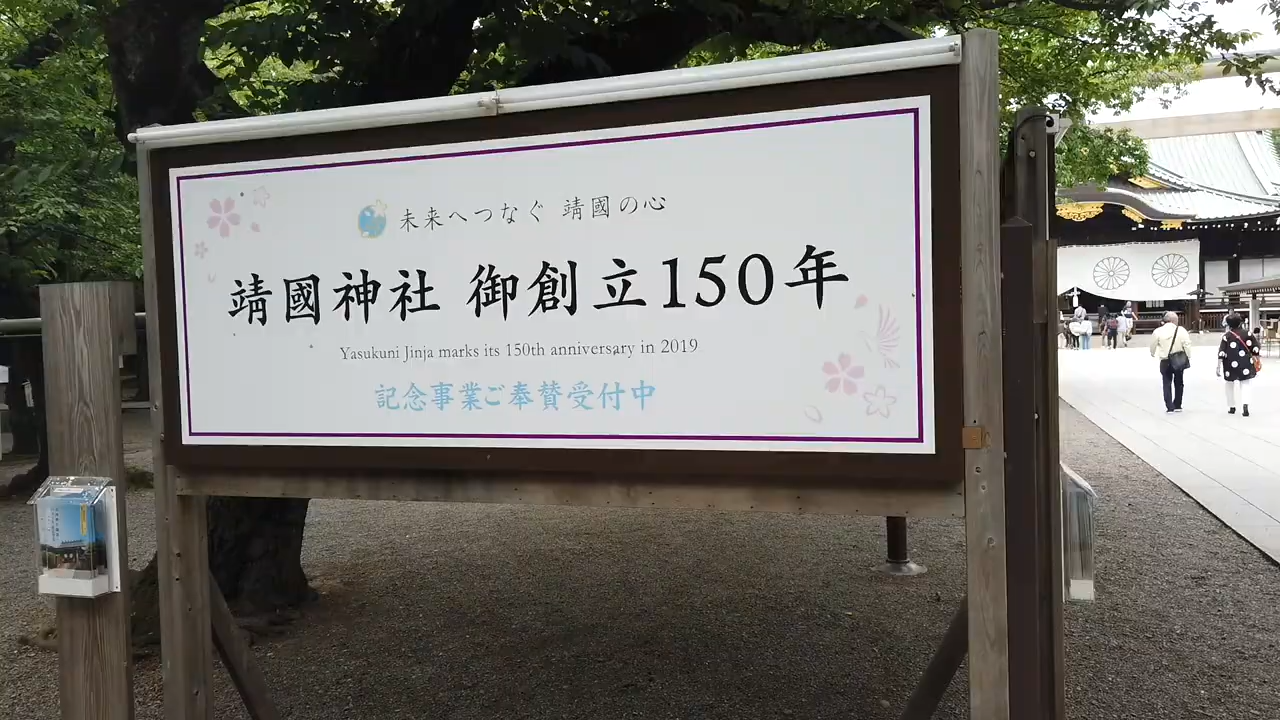 未来へつなぐ 靖國の心
靖國神社 御創立150年
Yasukuni Jinja marks its 150th anniversary in 2019
記念事業ご奉賛受付中